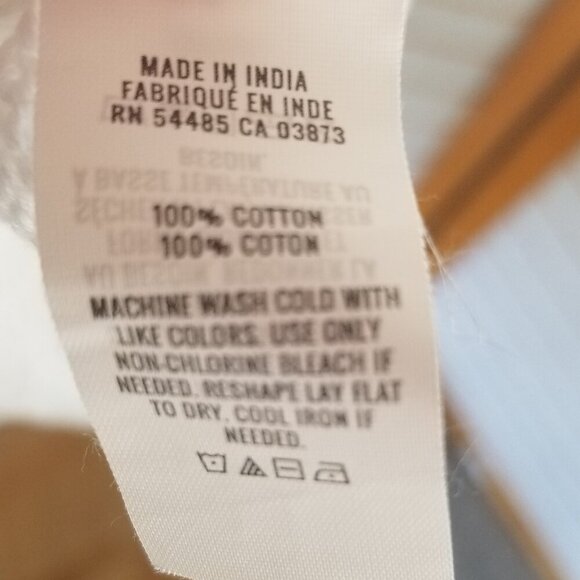 MADE IN INDIA
FABRIQUÉ EN INDE
RN 54485 CA 03873
100% COTTON
100% COTON
MACHINE WASH COLD WITH
LIKE COLORS. USE ONLY
NON-CHLORINE BLEACH IF
NEEDED. RESHAPE LAY FLAT
TO DRY. COOL IRON IF
NEEDED.